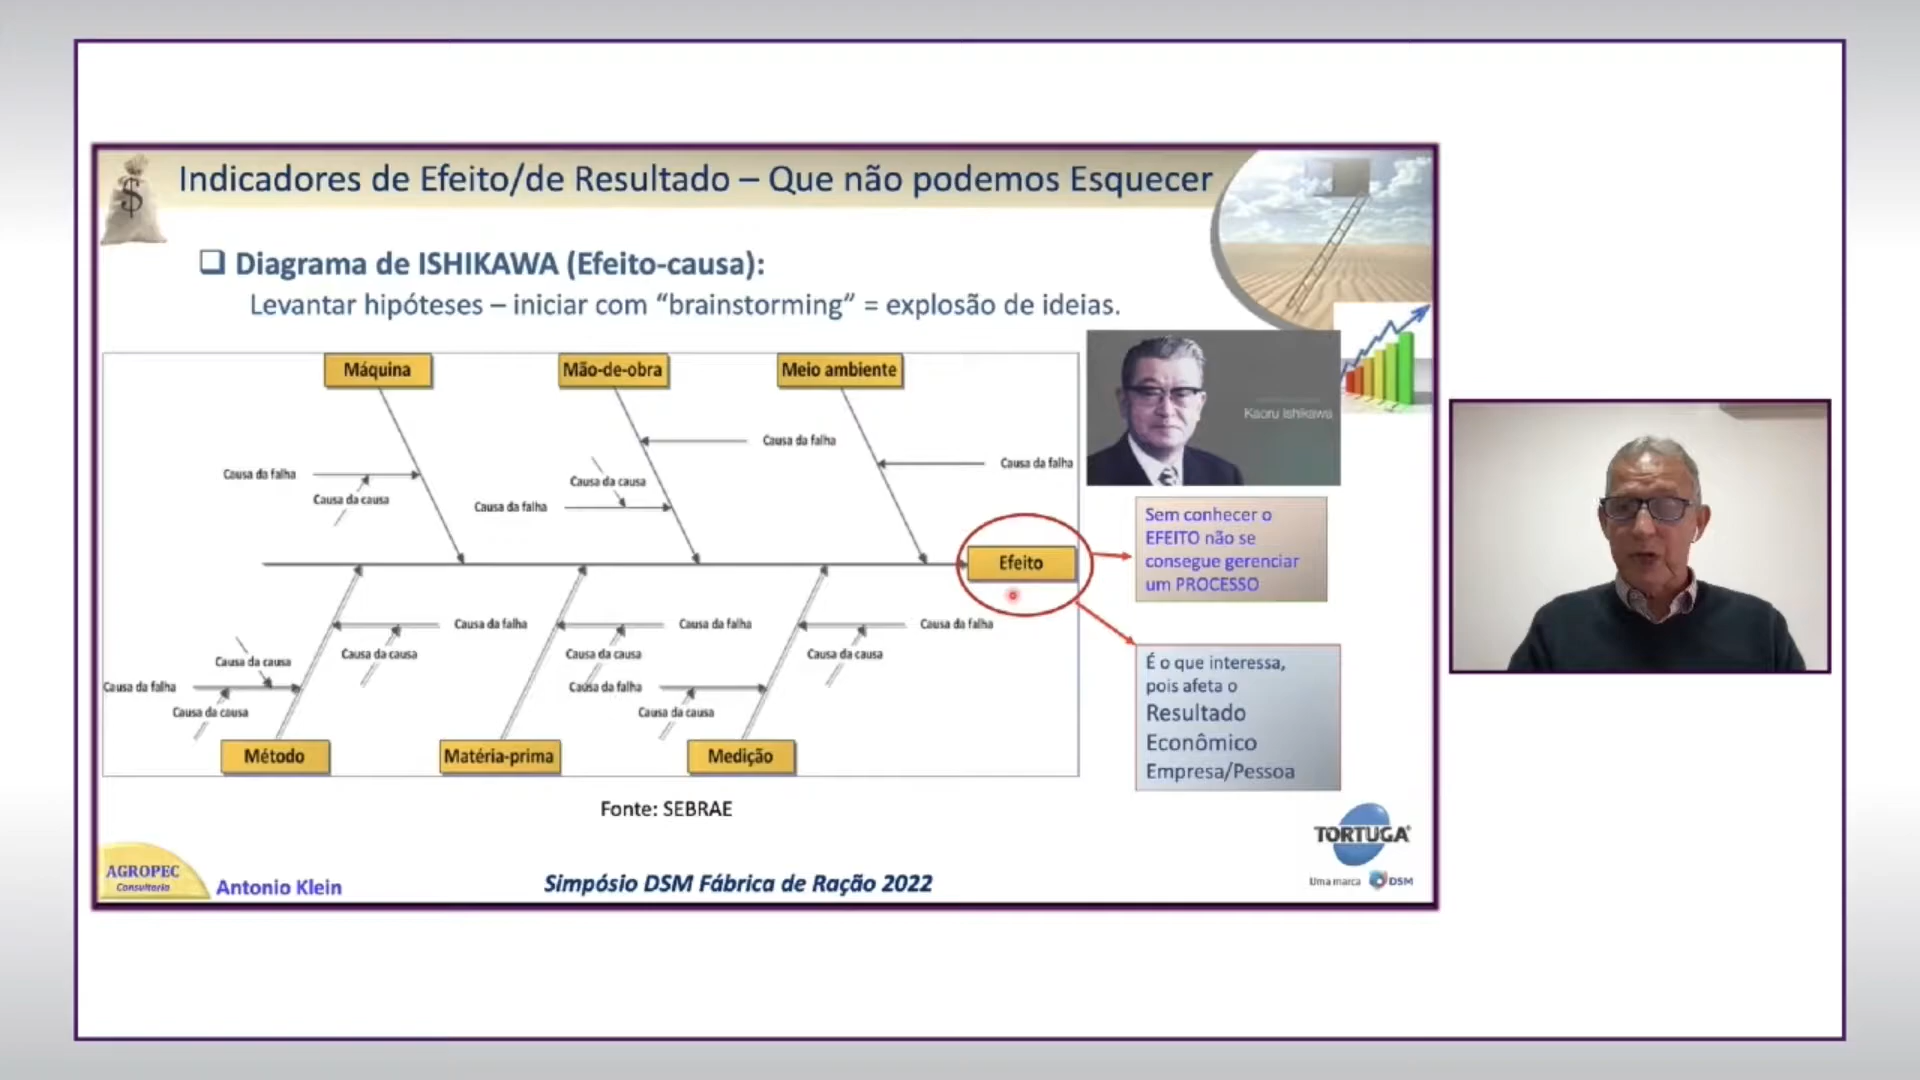 $
Indicadores de Efeito/de Resultado – Que não podemos Esquecer
Diagrama de ISHIKAWA (Efeito-causa):
Levantar hipóteses – iniciar com “brainstorming” = explosão de ideias.
Máquina
Mão-de-obra
Meio ambiente
Kaoru Ishikawa
Causa da falha
Causa da falha
Causa da falha
Causa da causa
Causa da causa
Causa da falha
Efeito
Sem conhecer o
EFEITO não se
consegue gerenciar
um PROCESSO
Causa da falha
Causa da falha
Causa da falha
Causa da causa
Causa da causa
Causa da causa
Causa da causa
Causa da falha
Causa da falha
Causa da causa
Causa da causa
É o que interessa,
pois afeta o
Resultado
Econômico
Empresa/Pessoa
Método
Matéria-prima
Medição
Fonte: SEBRAE
TORTUGA
Uma marca DSM
AGROPEC
Consultoria
Antonio Klein
Simpósio DSM Fábrica de Ração 2022